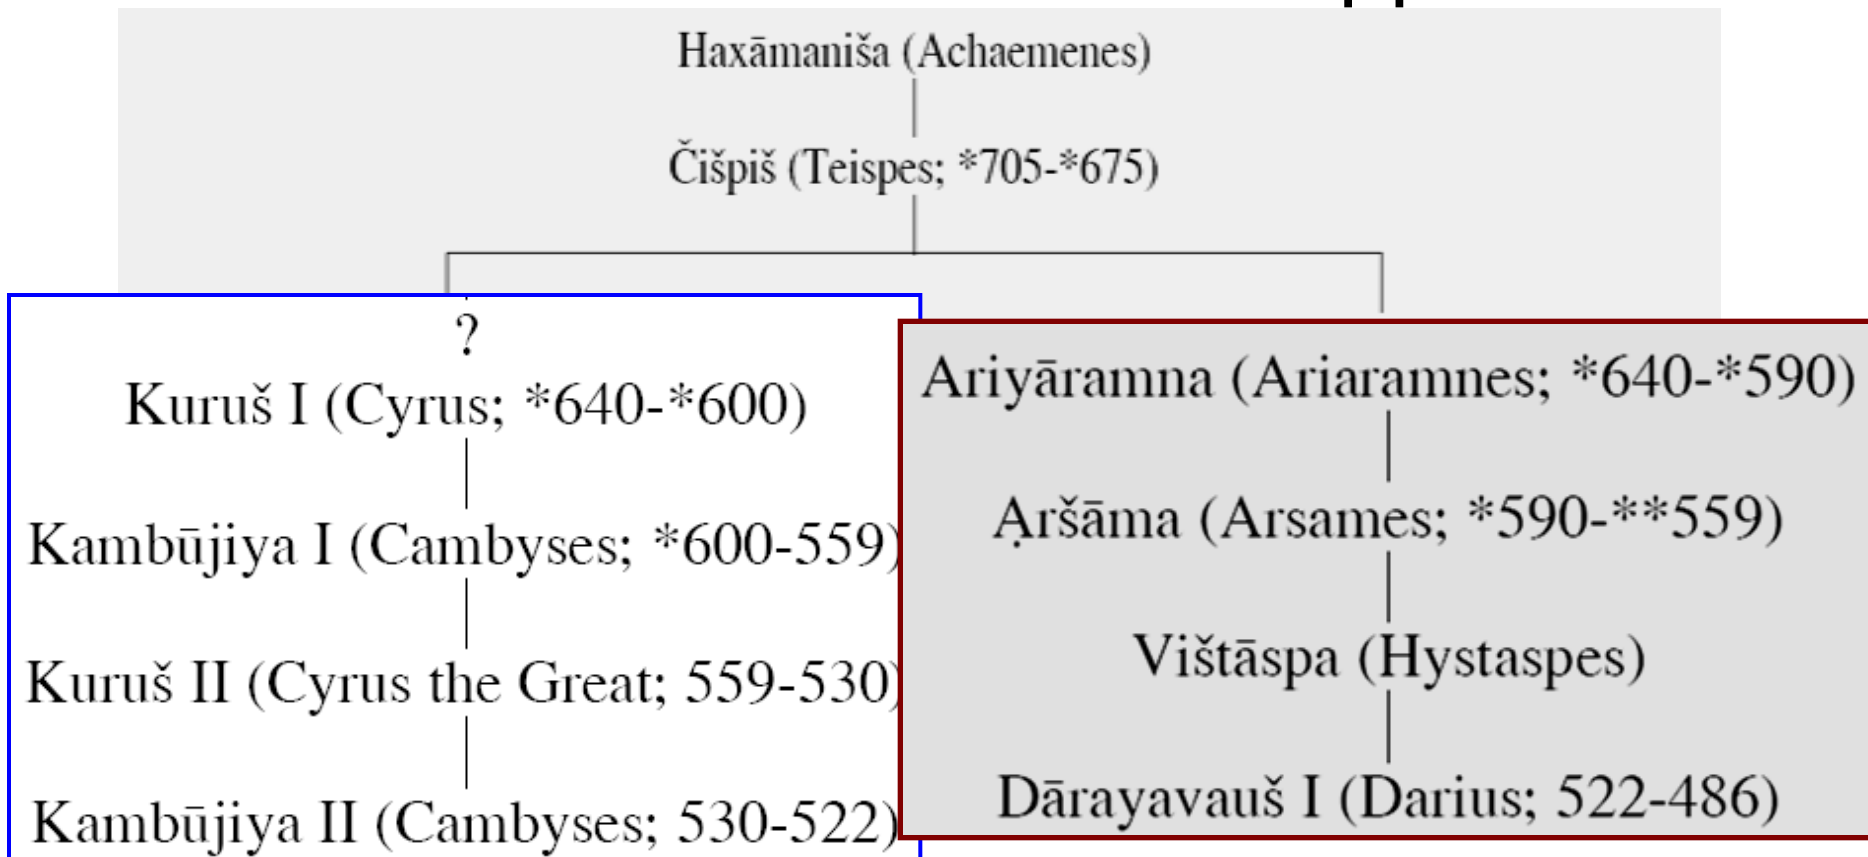 Haxāmaniša (Achaemenes)
Čišpiš (Teispes; *705-*675)
?
Kuruš I (Cyrus; *640-*600)
Kambūjiya I (Cambyses; *600-559)
Kuruš II (Cyrus the Great; 559-530)
Kambūjiya II (Cambyses; 530-522)
Ariyāramna (Ariaramnes; *640-*590)
Ạršāma (Arsames; *590-**559)
Vištāspa (Hystaspes)
Dārayavauš I (Darius; 522-486)